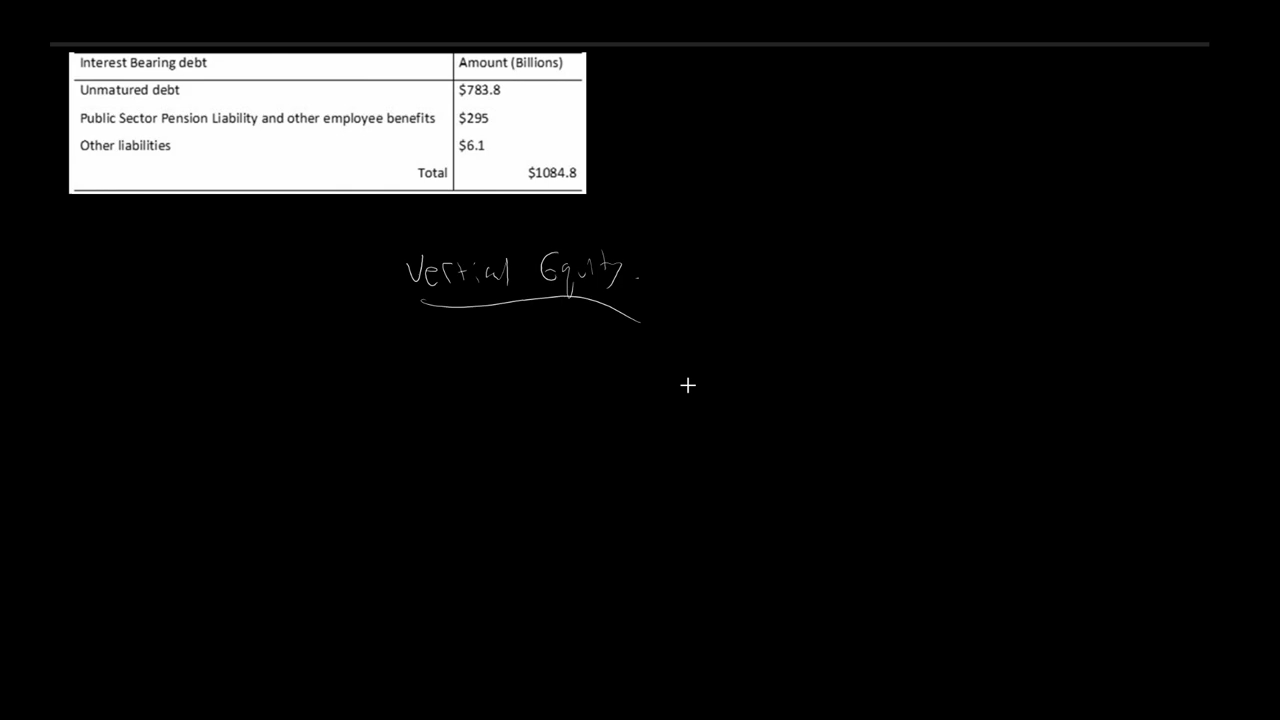 Interest Bearing debt Amount (Billions)
Unmatured debt $783.8
Public Sector Pension Liability and other employee benefits $295
Other liabilities $6.1
Total $1084.8
Vertical Equity.